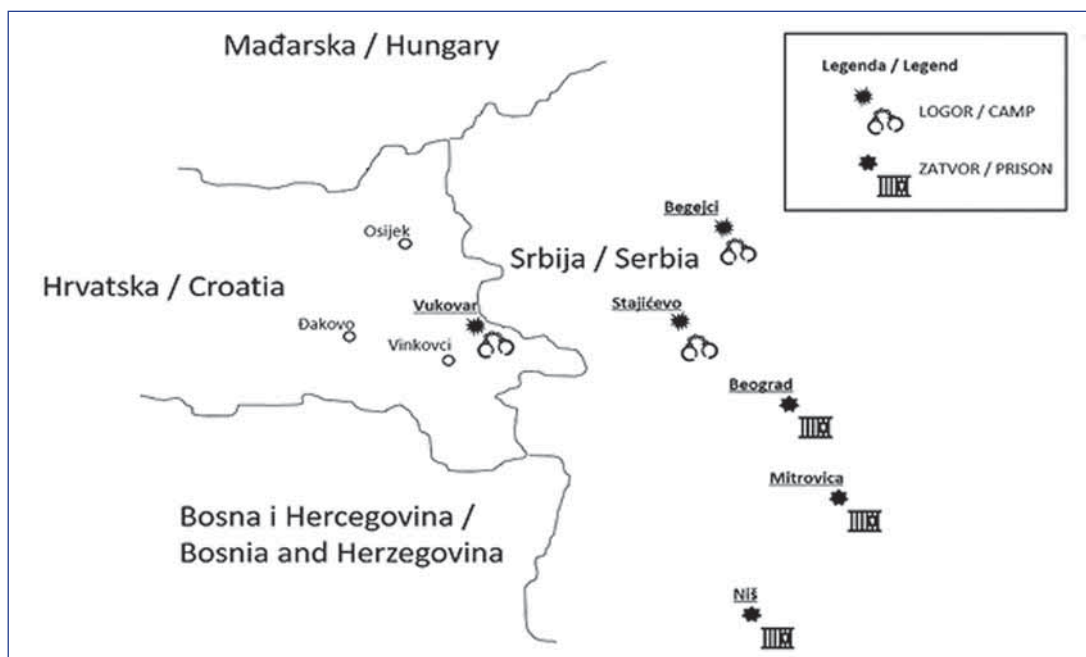 Mađarska / Hungary
Legenda / Legend
LOGOR / CAMP
ZATVOR / PRISON
Begejci
Osijek
Srbija / Serbia
Hrvatska / Croatia
Vukovar
Stajićevo
Đakovo
Vinkovci
Beograd
Mitrovica
Bosna i Hercegovina /
Bosnia and Herzegovina
Niš